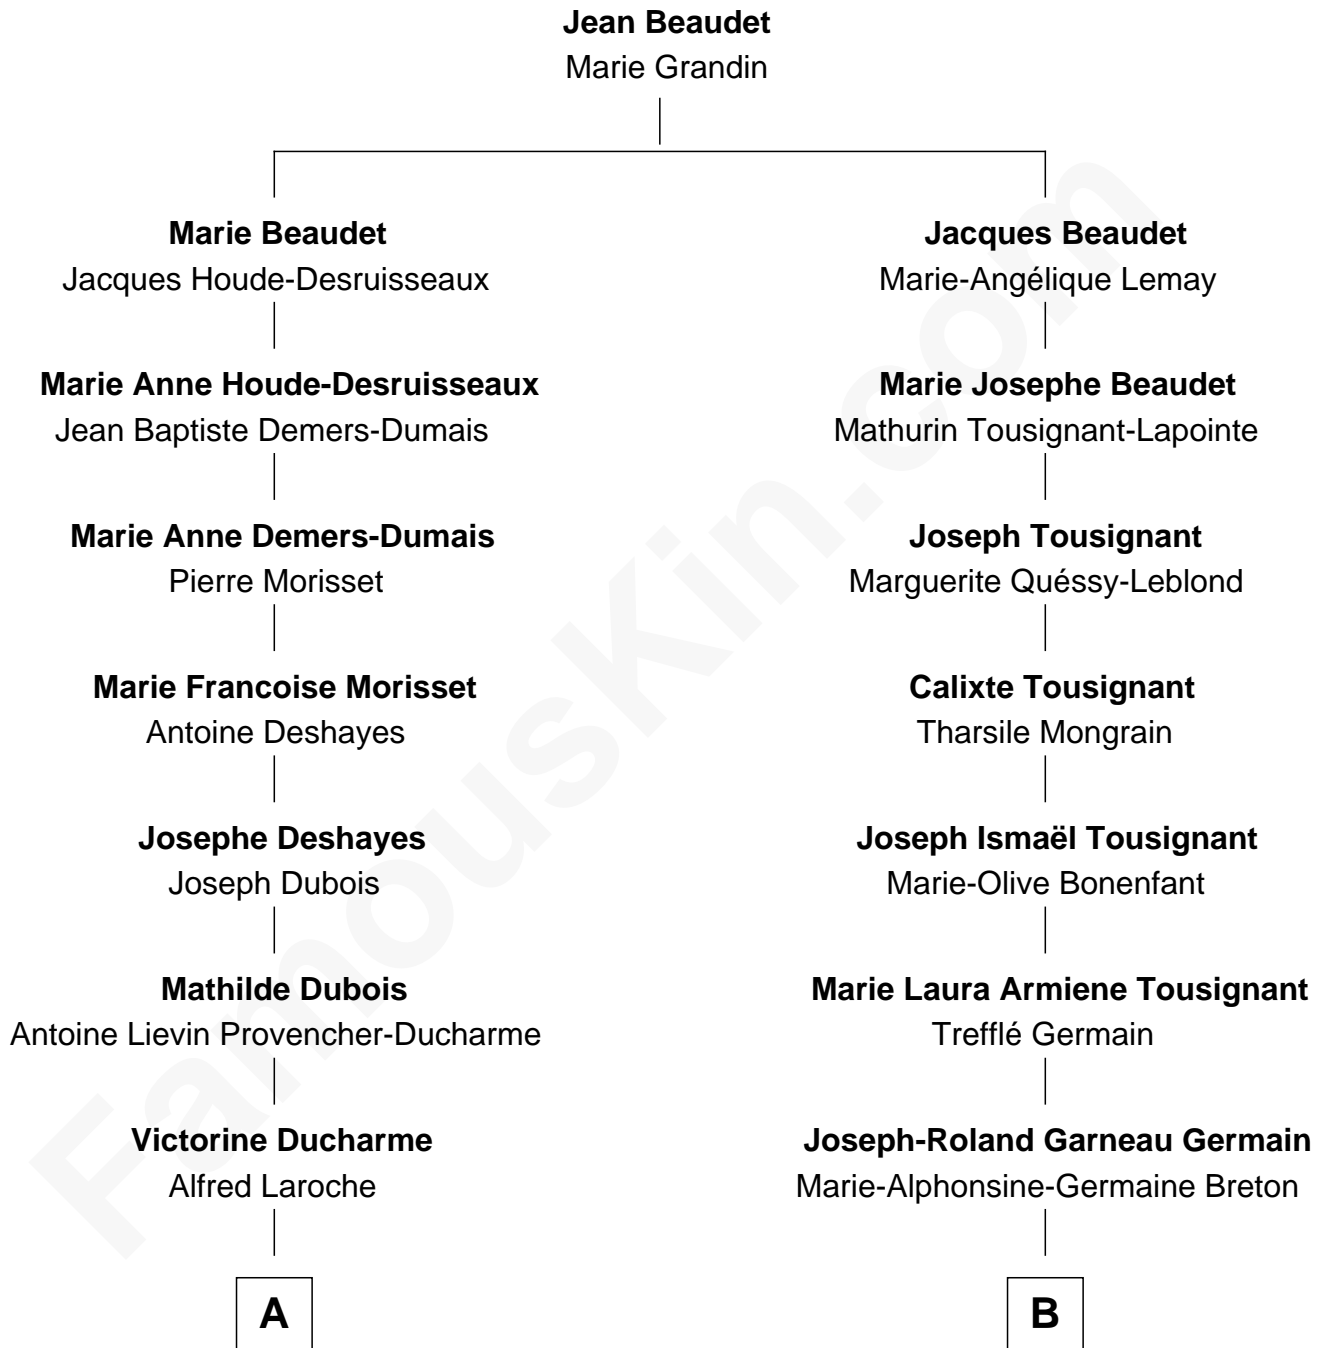 Jean Beaudet
Marie Grandin
Marie Beaudet
Jacques Houde-Desruisseaux
Jacques Beaudet
Marie-Angélique Lemay
Marie Anne Houde-Desruisseaux
Jean Baptiste Demers-Dumais
Marie Josephe Beaudet
Mathurin Tousignant-Lapointe
Marie Anne Demers-Dumais
Pierre Morisset
Joseph Tousignant
Marguerite Quéssy-Leblond
Marie Francoise Morisset
Antoine Deshayes
Calixte Tousignant
Tharsile Mongrain
Josephe Deshayes
Joseph Dubois
Joseph Ismaël Tousignant
Marie-Olive Bonenfant
Mathilde Dubois
Antoine Lievin Provencher-Ducharme
Marie Laura Armiene Tousignant
Trefflé Germain
Victorine Ducharme
Alfred Laroche
Joseph-Roland Garneau Germain
Marie-Alphonsine-Germaine Breton
A
B
FamousKin.com